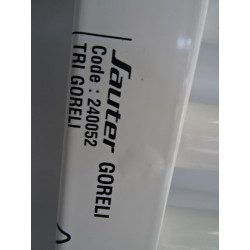 Sauter GORELI
Code : 240052
TRI GORELI